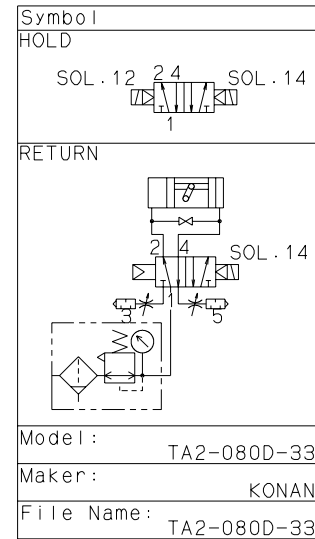 Symbol
HOLD
SOL.12 2 4 SOL.14
1
RETURN
2 4 SOL.14
3 1 5
Model:
TA2-080D-33
Maker:
KONAN
File Name:
TA2-080D-33